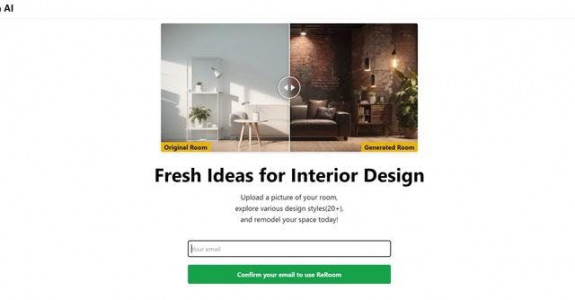 AI
Original Room
Generated Room
Fresh Ideas for Interior Design
Upload a picture of your room,
explore various design styles(20+),
and remodel your space today!
Your email
Confirm your email to use ReRoom